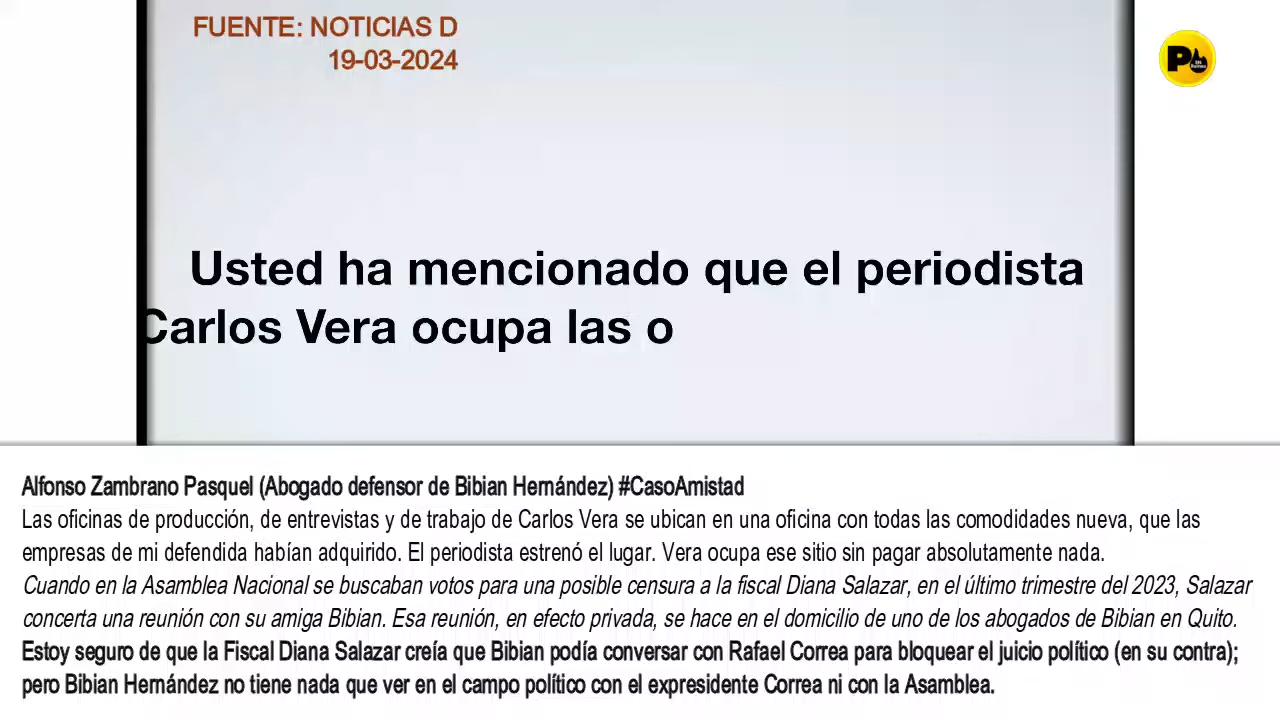 FUENTE: NOTICIAS D
19-03-2024
P
EN
Usted ha mencionado que el periodista
Carlos Vera ocupa las o
Alfonso Zambrano Pasquel (Abogado defensor de Bibian Hernández) #CasoAmistad
Las oficinas de producción, de entrevistas y de trabajo de Carlos Vera se ubican en una oficina con todas las comodidades nueva, que las
empresas de mi defendida habían adquirido. El periodista estrenó el lugar. Vera ocupa ese sitio sin pagar absolutamente nada.
Cuando en la Asamblea Nacional se buscaban votos para una posible censura a la fiscal Diana Salazar, en el último trimestre del 2023, Salazar
concerta una reunión con su amiga Bibian. Esa reunión, en efecto privada, se hace en el domicilio de uno de los abogados de Bibian en Quito.
Estoy seguro de que la Fiscal Diana Salazar creía que Bibian podía conversar con Rafael Correa para bloquear el juicio político (en su contra);
pero Bibian Hernández no tiene nada que ver en el campo político con el expresidente Correa ni con la Asamblea.